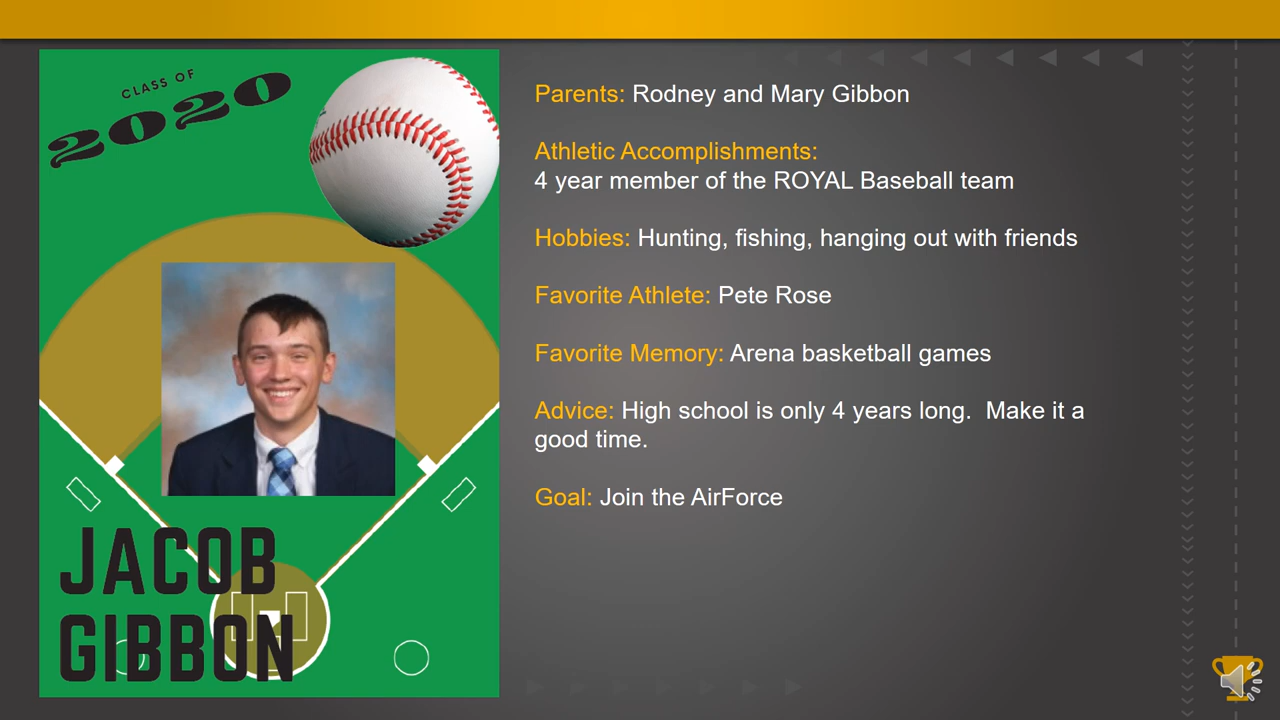 CLASS OF
2020
JACOB
GIBBON
Parents: Rodney and Mary Gibbon
Athletic Accomplishments:
4 year member of the ROYAL Baseball team
Hobbies: Hunting, fishing, hanging out with friends
Favorite Athlete: Pete Rose
Favorite Memory: Arena basketball games
Advice: High school is only 4 years long.  Make it a
good time.
Goal: Join the AirForce